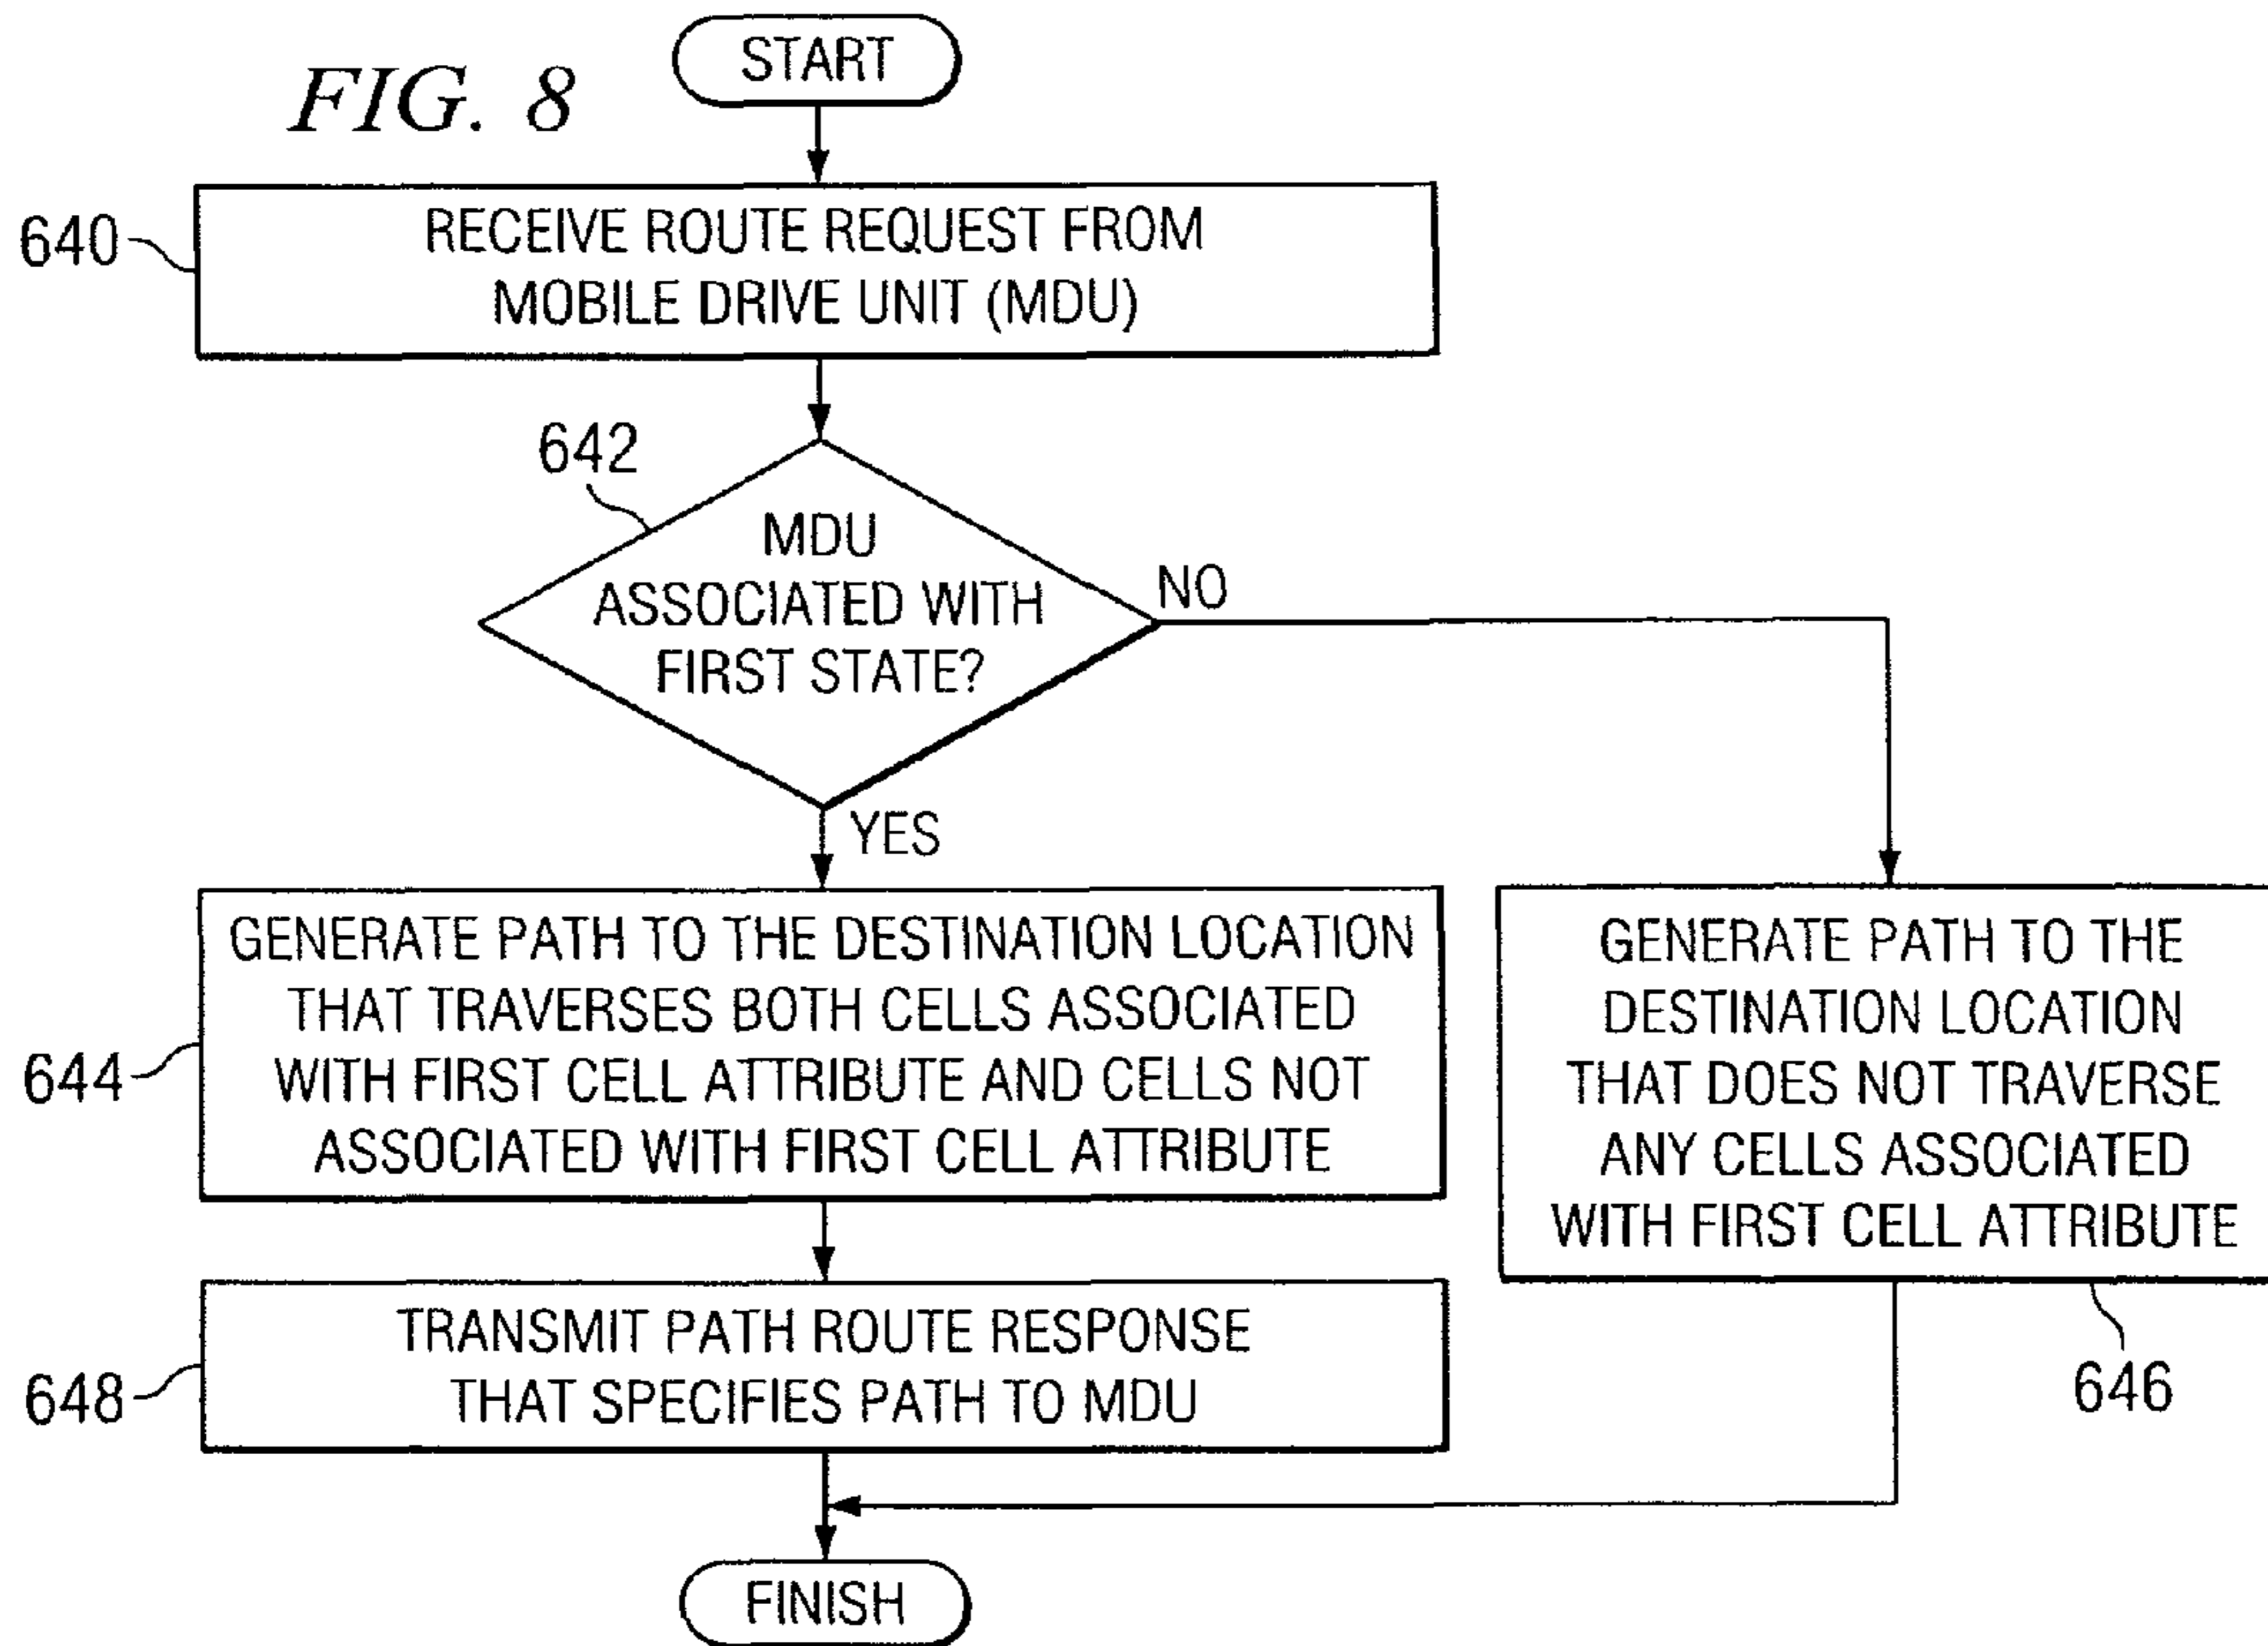 FIG. 8
START
640
RECEIVE ROUTE REQUEST FROM
MOBILE DRIVE UNIT (MDU)
642
MDU
ASSOCIATED WITH
FIRST STATE?
NO
YES
644
GENERATE PATH TO THE DESTINATION LOCATION
THAT TRAVERSES BOTH CELLS ASSOCIATED
WITH FIRST CELL ATTRIBUTE AND CELLS NOT
ASSOCIATED WITH FIRST CELL ATTRIBUTE
GENERATE PATH TO THE
DESTINATION LOCATION
THAT DOES NOT TRAVERSE
ANY CELLS ASSOCIATED
WITH FIRST CELL ATTRIBUTE
646
648
TRANSMIT PATH ROUTE RESPONSE
THAT SPECIFIES PATH TO MDU
FINISH